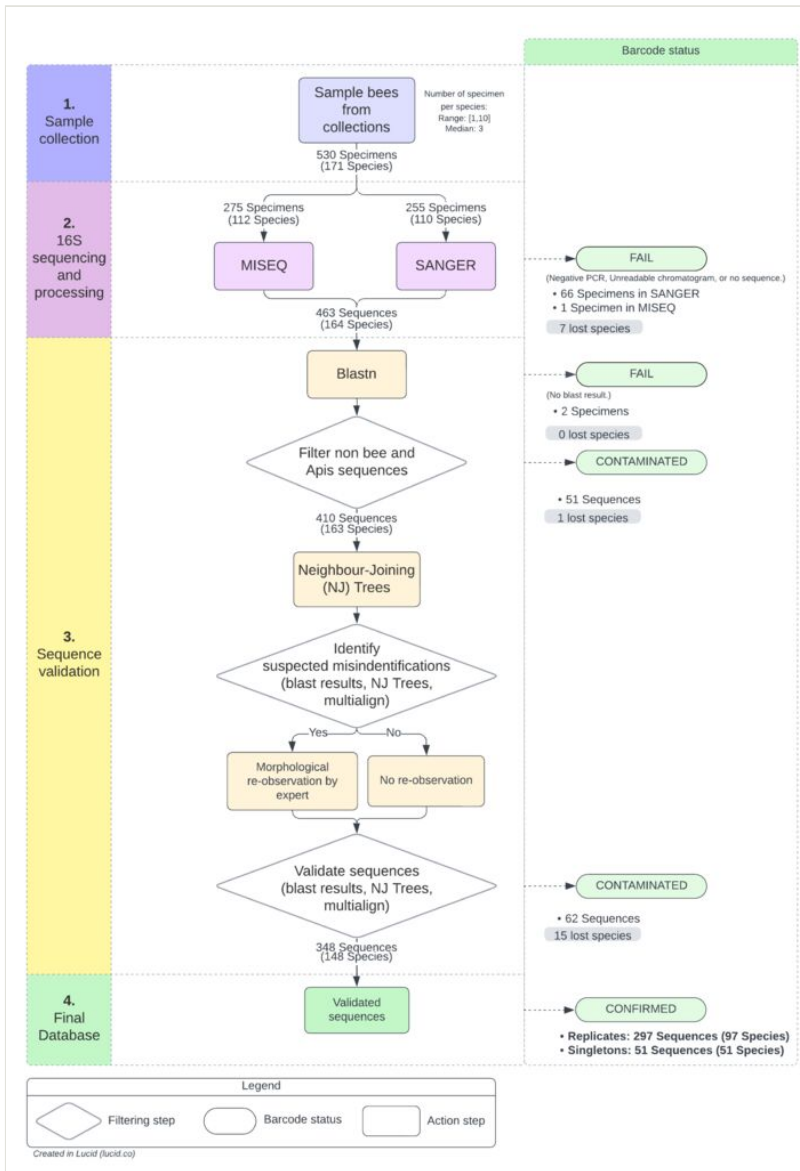 Barcode status
1.
Sample
collection
Sample bees
from
collections
Number of specimen
per species:
Range: [1,10]
Median: 3
530 Specimens
(171 Species)
2.
16S
sequencing
and
processing
275 Specimens
(112 Species)
255 Specimens
(110 Species)
MISEQ
SANGER
463 Sequences
(164 Species)
FAIL
(Negative PCR, Unreadable chromatogram, or no sequence.)
• 66 Specimens in SANGER
• 1 Specimen in MISEQ
7 lost species
3.
Sequence
validation
Blastn
FAIL
(No blast result.)
• 2 Specimens
0 lost species
Filter non bee and
Apis sequences
CONTAMINATED
• 51 Sequences
1 lost species
410 Sequences
(163 Species)
Neighbour-Joining
(NJ) Trees
Identify
suspected misidentifications
(blast results, NJ Trees,
multialign)
Yes
No
Morphological
re-observation by
expert
No re-observation
Validate sequences
(blast results, NJ Trees,
multialign)
CONTAMINATED
• 62 Sequences
15 lost species
348 Sequences
(148 Species)
4.
Final
Database
Validated
sequences
CONFIRMED
• Replicates: 297 Sequences (97 Species)
• Singletons: 51 Sequences (51 Species)
Legend
Filtering step
Barcode status
Action step
Created in Lucid (lucid.co)